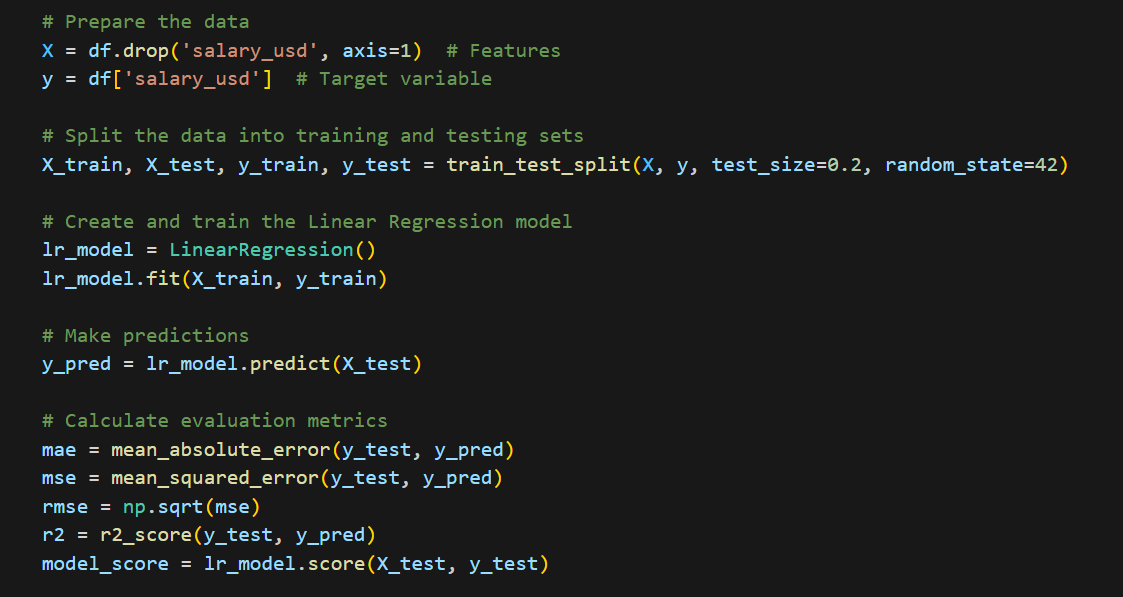 # Prepare the data
X = df.drop('salary_usd', axis=1)  # Features
y = df['salary_usd']  # Target variable

# Split the data into training and testing sets
X_train, X_test, y_train, y_test = train_test_split(X, y, test_size=0.2, random_state=42)

# Create and train the Linear Regression model
lr_model = LinearRegression()
lr_model.fit(X_train, y_train)

# Make predictions
y_pred = lr_model.predict(X_test)

# Calculate evaluation metrics
mae = mean_absolute_error(y_test, y_pred)
mse = mean_squared_error(y_test, y_pred)
rmse = np.sqrt(mse)
r2 = r2_score(y_test, y_pred)
model_score = lr_model.score(X_test, y_test)